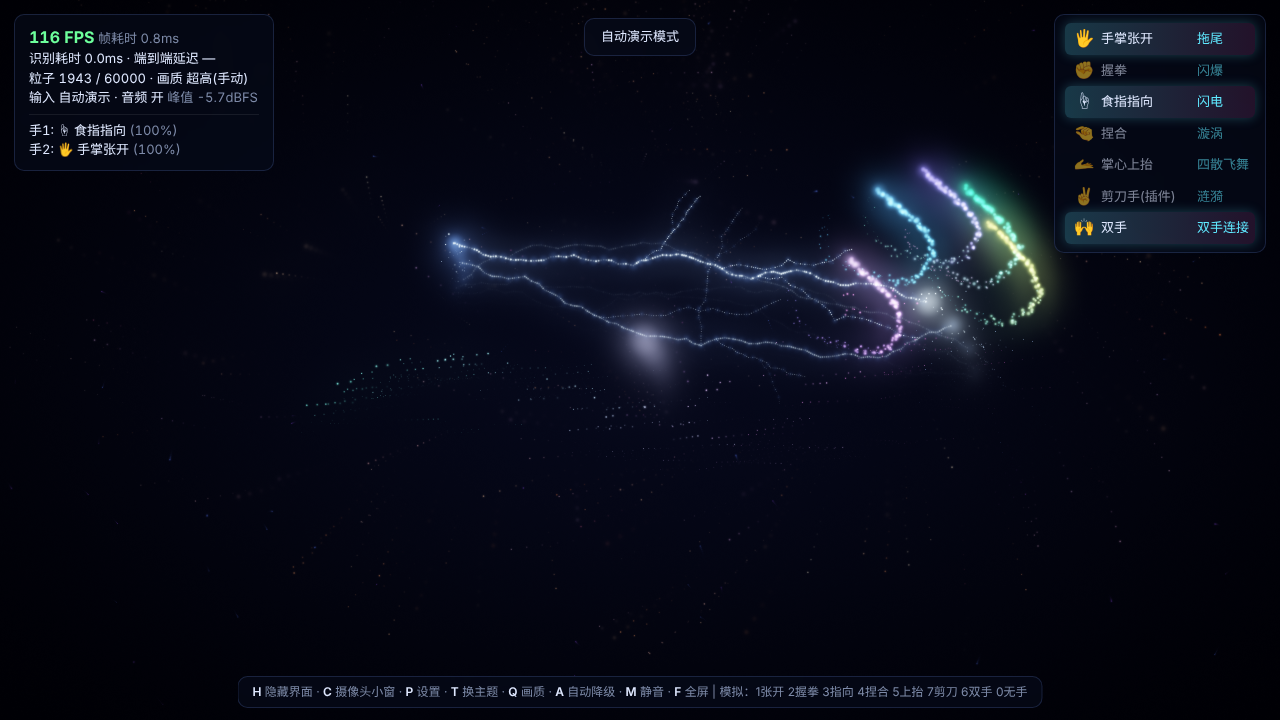 116 FPS 帧耗时 0.8ms
识别耗时 0.0ms · 端到端延迟 —
粒子 1943 / 60000 · 画质 超高(手动)
输入 自动演示 · 音频 开 峰值 -5.7dBFS
手1: ☝ 食指指向 (100%)
手2: 🖐 手掌张开 (100%)
自动演示模式
🖐 手掌张开 拖尾
✊ 握拳 闪爆
☝ 食指指向 闪电
🤏 捏合 漩涡
🫴 掌心上抬 四散飞舞
✌ 剪刀手(插件) 涟漪
🙌 双手 双手连接
H 隐藏界面 · C 摄像头小窗 · P 设置 · T 换主题 · Q 画质 · A 自动降级 · M 静音 · F 全屏 | 模拟: 1张开 2握拳 3指向 4捏合 5上抬 7剪刀 6双手 0无手